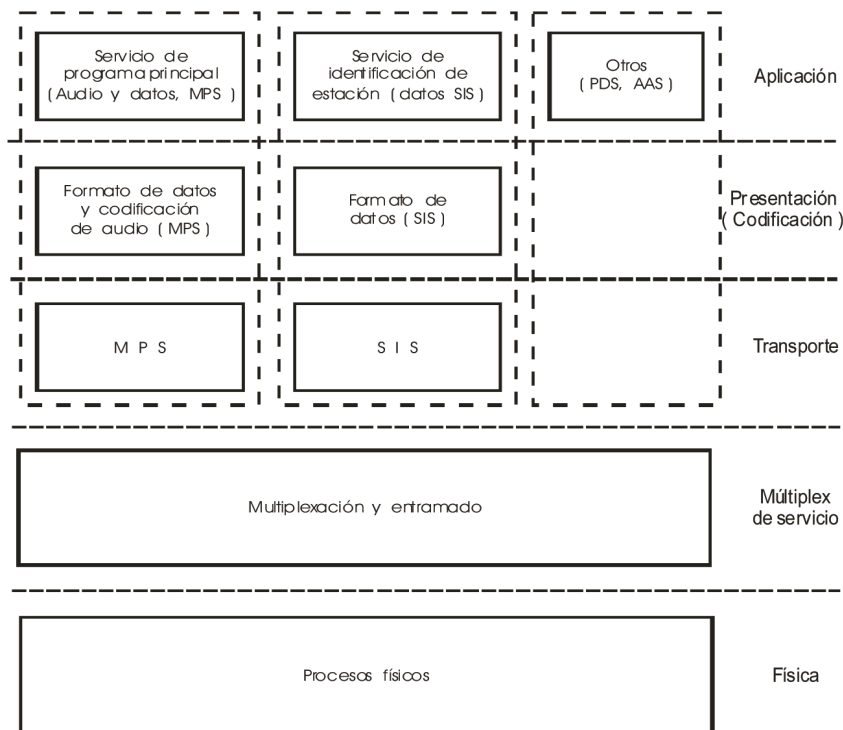 Servicio de
programa principal
(Audio y datos, MPS)
Servicio de
identificación de
estación (datos SIS)
Otros
(PDS, AAS)
Aplicación
Formato de datos
y codificación
de audio (MPS)
Formato de
datos (SIS)
Presentación
(Codificación)
M P S
S I S
Transporte
Multiplexación y entramado
Múltiplex
de servicio
Procesos físicos
Física